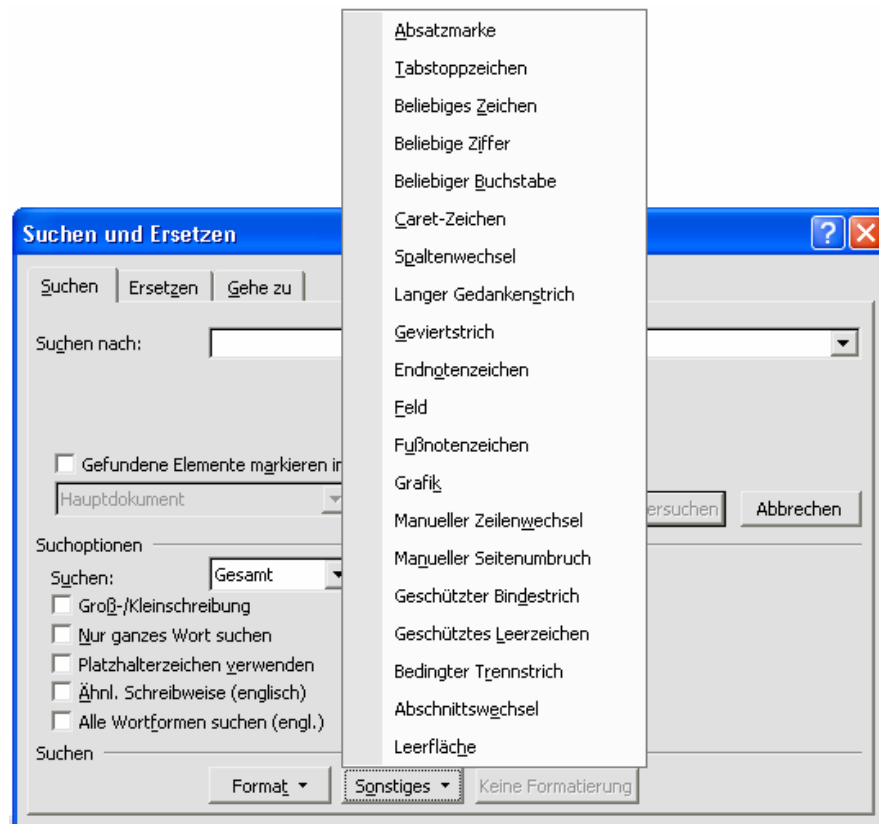 Absatzmarke
Tabstoppzeichen
Beliebiges Zeichen
Beliebige Ziffer
Beliebiger Buchstabe
Caret-Zeichen
Spaltenwechsel
Langer Gedankenstrich
Geviertstrich
Endnotenzeichen
Feld
Fußnotenzeichen
Grafik
Manueller Zeilenwechsel
Manueller Seitenumbruch
Geschützter Bindestrich
Geschütztes Leerzeichen
Bedingter Trennstrich
Abschnittswechsel
Leerfläche
Suchen und Ersetzen
Suchen Ersetzen Gehe zu
Suchen nach:
Gefundene Elemente markieren in
Hauptdokument
ersuchen Abbrechen
Suchoptionen
Suchen: Gesamt
Groß-/Kleinschreibung
Nur ganzes Wort suchen
Platzhalterzeichen verwenden
Ähnl. Schreibweise (englisch)
Alle Wortformen suchen (engl.)
Suchen
Format Sonstiges Keine Formatierung